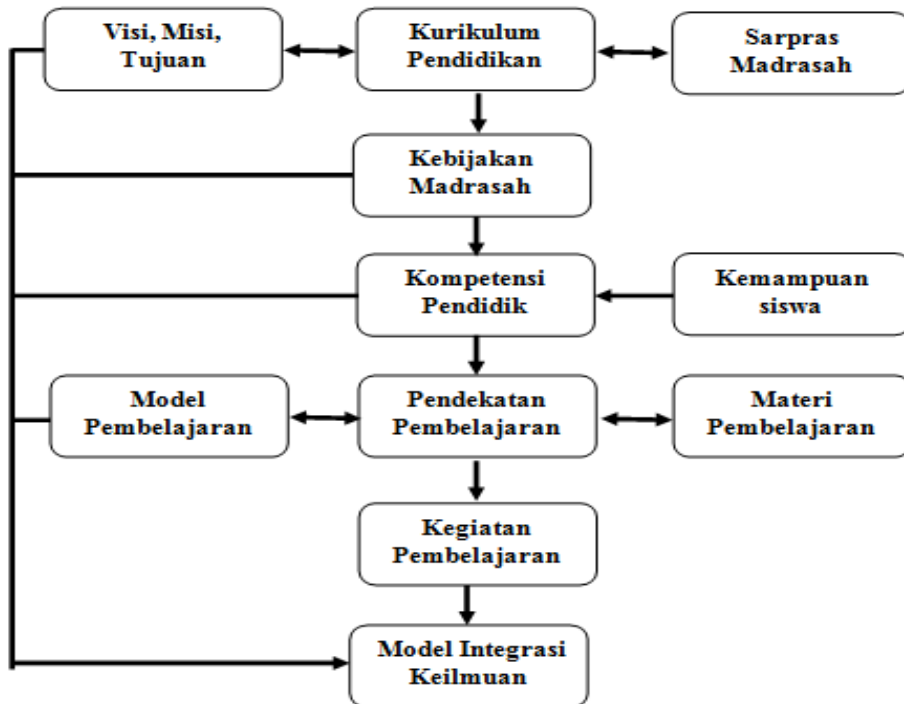 Visi, Misi,
Tujuan
Kurikulum
Pendidikan
Sarpras
Madrasah
Kebijakan
Madrasah
Kompetensi
Pendidik
Kemampuan
siswa
Model
Pembelajaran
Pendekatan
Pembelajaran
Materi
Pembelajaran
Kegiatan
Pembelajaran
Model Integrasi
Keilmuan